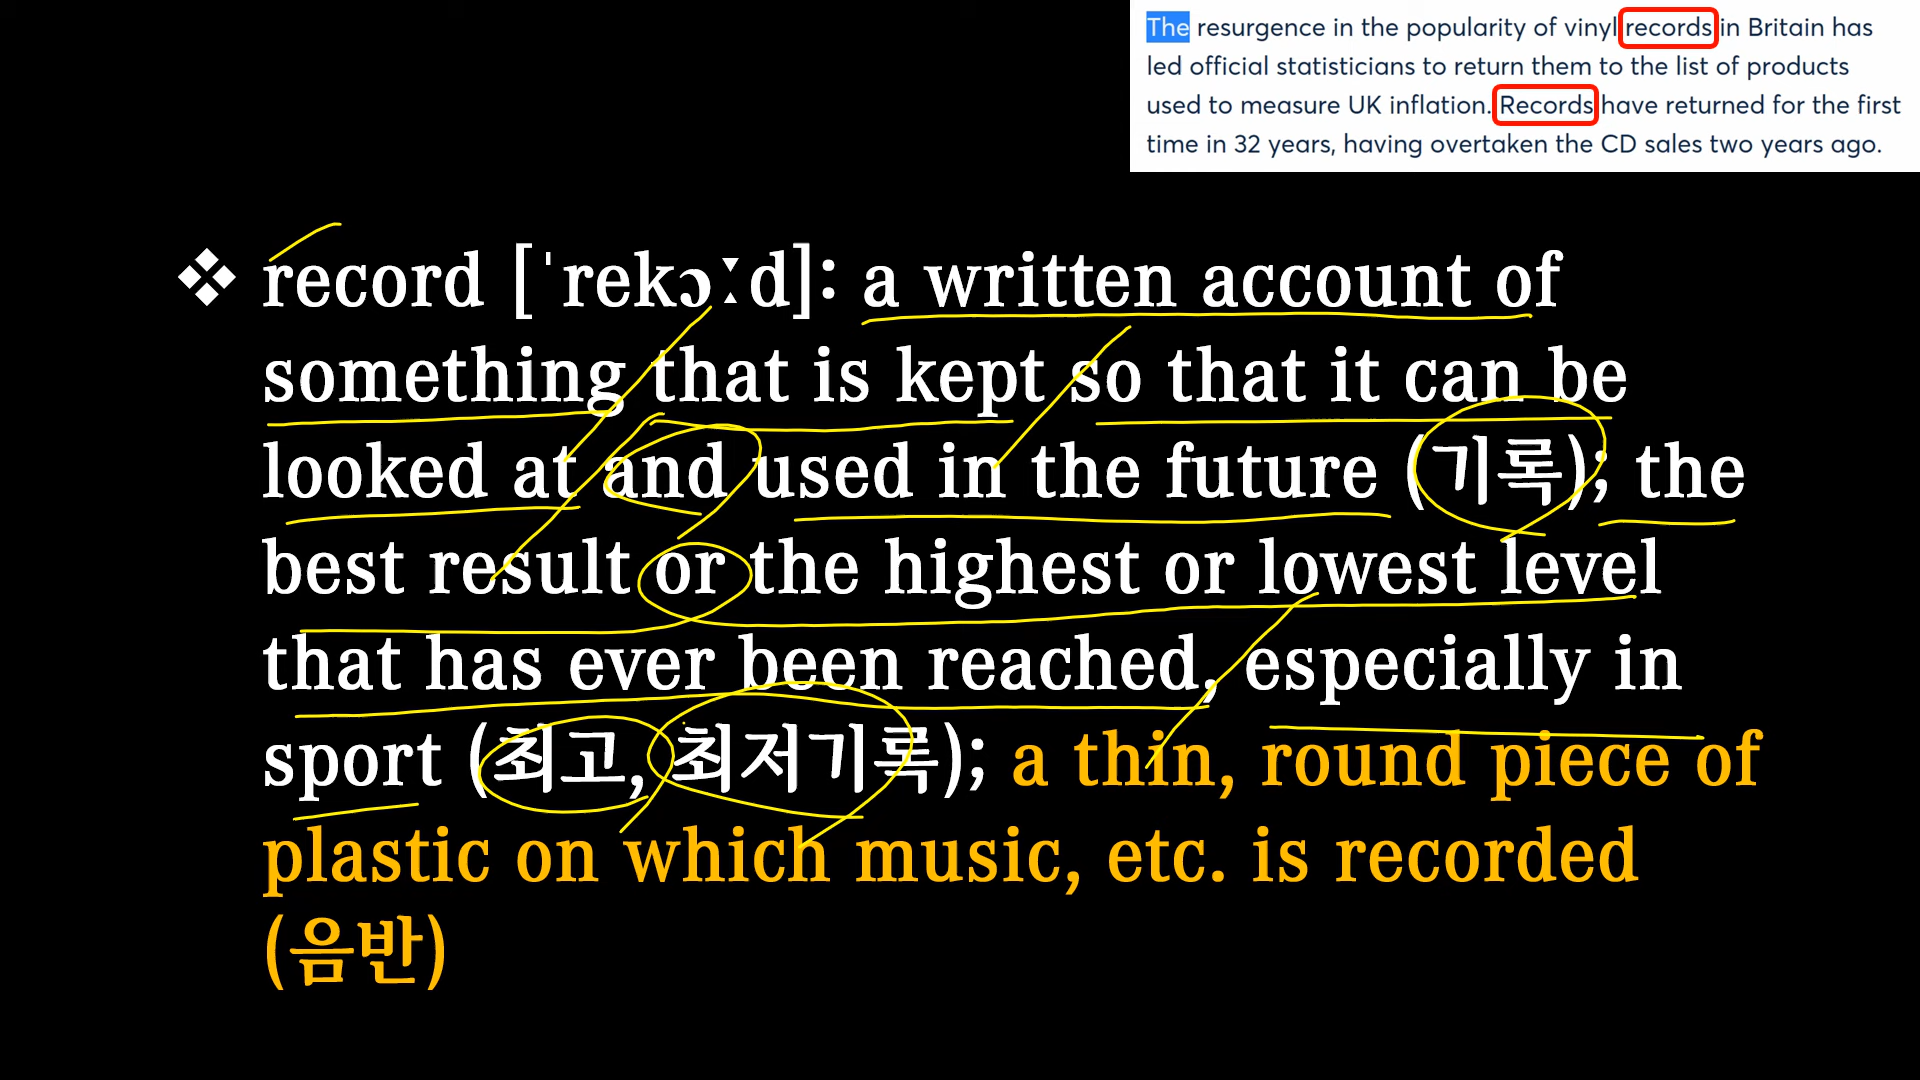 The resurgence in the popularity of vinyl records in Britain has
led official statisticians to return them to the list of products
used to measure UK inflation. Records have returned for the first
time in 32 years, having overtaken the CD sales two years ago.
❖ record [ˈrekɔːd]: a written account of
something that is kept so that it can be
looked at and used in the future (기록); the
best result or the highest or lowest level
that has ever been reached, especially in
sport (최고, 최저기록); a thin, round piece of
plastic on which music, etc. is recorded
(음반)